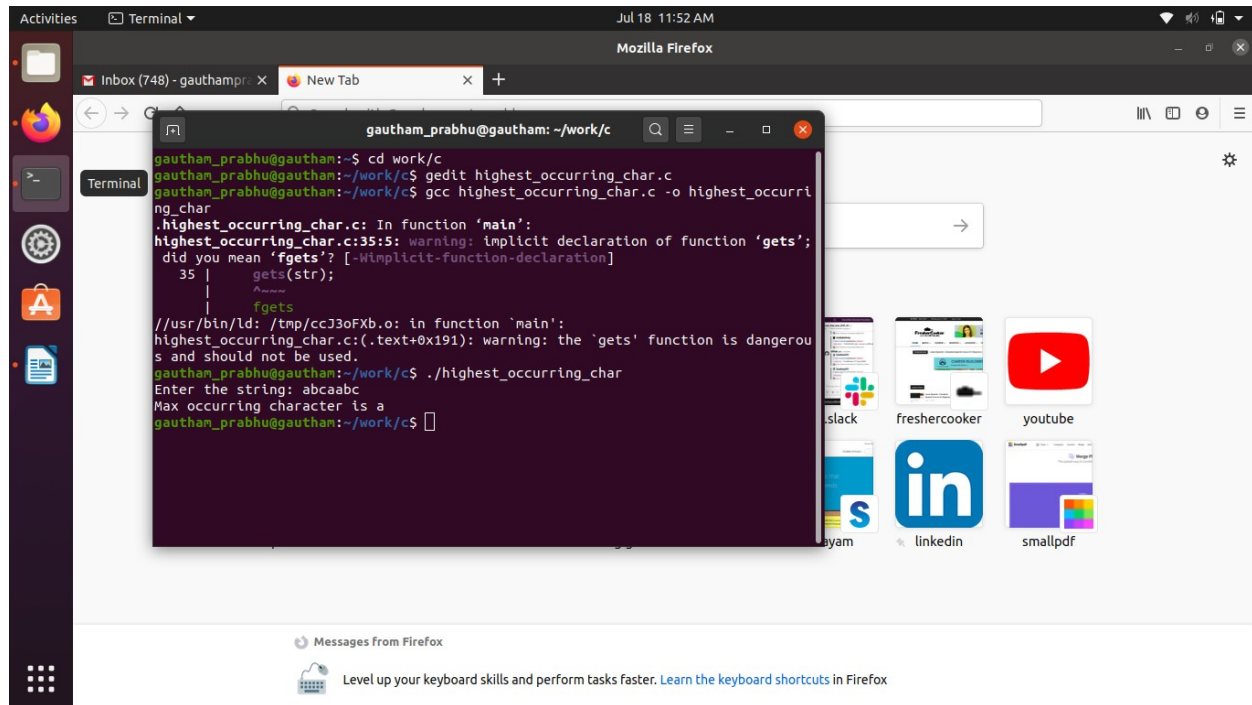 Activities
Terminal
Jul 18 11:52 AM
Mozilla Firefox
Inbox (748) - gauthampra
New Tab
gautham_prabhu@gautham: ~/work/c
gautham_prabhu@gautham:~$ cd work/c
gautham_prabhu@gautham:~/work/c$ gedit highest_occurring_char.c
gautham_prabhu@gautham:~/work/c$ gcc highest_occurring_char.c -o highest_occurri
ng_char
.highest_occurring_char.c: In function ‘main’:
highest_occurring_char.c:35:5: warning: implicit declaration of function ‘gets’;
did you mean ‘fgets’? [-Wimplicit-function-declaration]
35 |     gets(str);
|     ^~~~
|     fgets
//usr/bin/ld: /tmp/ccJ3oFXb.o: in function `main':
highest_occurring_char.c:(.text+0x191): warning: the `gets' function is dangerou
s and should not be used.
gautham_prabhu@gautham:~/work/c$ ./highest_occurring_char
Enter the string: abcaabc
Max occurring character is a
gautham_prabhu@gautham:~/work/c$
Terminal
.slack
freshercooker
youtube
ayam
linkedin
smallpdf
Messages from Firefox
Level up your keyboard skills and perform tasks faster. Learn the keyboard shortcuts in Firefox